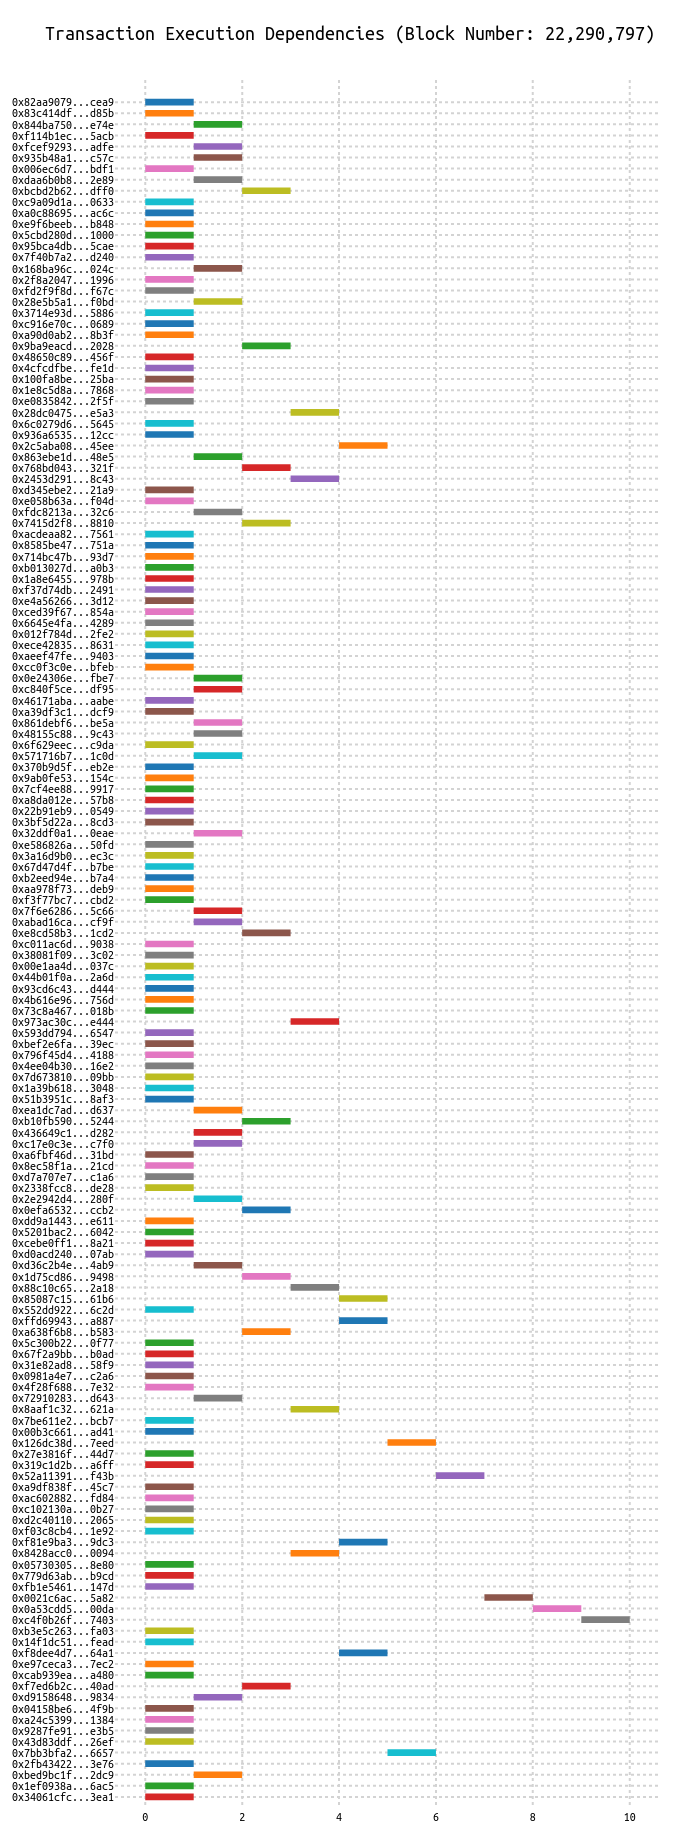 Transaction Execution Dependencies (Block Number: 22,290,797)
0x82aa9079...cea9
0x83c414df...d85b
0x844ba750...e74e
0xf114b1ec...5acb
0xfcef9293...adfe
0x935b48a1...c57c
0x006ec6d7...bdf1
0xdaa6b0b8...2e89
0xbcbd2b62...dff0
0xc9a09d1a...0633
0xa0c88695...ac6c
0xe9f6beeb...b848
0x5cbd280d...1000
0x95bca4db...5cae
0x7f40b7a2...d240
0x168ba96c...024c
0x2f8a2047...1996
0xfd2f9f8d...f67c
0x28e5b5a1...f0bd
0x3714e93d...5886
0xc916e70c...0689
0xa90d0ab2...8b3f
0x9ba9eacd...2028
0x48650c89...456f
0x4cfcdfbe...fe1d
0x100fa8be...25ba
0x1e8c5d8a...7868
0xe0835842...2f5f
0x28dc0475...e5a3
0x6c0279d6...5645
0x936a6535...12cc
0x2c5aba08...45ee
0x863ebe1d...48e5
0x768bd043...321f
0x2453d291...8c43
0xd345ebe2...21a9
0xe058b63a...f04d
0xfdc8213a...32c6
0x7415d2f8...8810
0xacdeaa82...7561
0x8585be47...751a
0x714bc47b...93d7
0xb013027d...a0b3
0x1a8e6455...978b
0xf37d74db...2491
0xe4a56266...3d12
0xced39f67...854a
0x6645e4fa...4289
0x012f784d...2fe2
0xece42835...8631
0xaeef47fe...9403
0xcc0f3c0e...bfeb
0x0e24306e...fbe7
0xc840f5ce...df95
0x46171aba...aabe
0xa39df3c1...dcf9
0x861debf6...be5a
0x48155c88...9c43
0x6f629eec...c9da
0x571716b7...1c0d
0x370b9d5f...eb2e
0x9ab0fe53...154c
0x7cf4ee88...9917
0xa8da012e...57b8
0x22b91eb9...0549
0x3bf5d22a...8cd3
0x32ddf0a1...0eae
0xe586826a...50fd
0x3a16d9b0...ec3c
0x67d47d4f...b7be
0xb2eed94e...b7a4
0xaa978f73...deb9
0xf3f77bc7...cbd2
0x7f6e6286...5c66
0xabad16ca...cf9f
0xe8cd58b3...1cd2
0xc011ac6d...9038
0x38081f09...3c02
0x00e1aa4d...037c
0x44b01f0a...2a6d
0x93cd6c43...d444
0x4b616e96...756d
0x73c8a467...018b
0x973ac30c...e444
0x593dd794...6547
0xbef2e6fa...39ec
0x796f45d4...4188
0x4ee04b30...16e2
0x7d673810...09bb
0x1a39b618...3048
0x51b3951c...8af3
0xea1dc7ad...d637
0xb10fb590...5244
0x436649c1...d282
0xc17e0c3e...c7f0
0xa6fbf46d...31bd
0x8ec58f1a...21cd
0xd7a707e7...c1a6
0x2338fcc8...de28
0x2e2942d4...280f
0x0efa6532...ccb2
0xdd9a1443...e611
0x5201bac2...6042
0xcebe0ff1...8a21
0xd0acd240...07ab
0xd36c2b4e...4ab9
0x1d75cd86...9498
0x88c10c65...2a18
0x85087c15...61b6
0x552dd922...6c2d
0xffd69943...a887
0xa638f6b8...b583
0x5c300b22...0f77
0x67f2a9bb...b0ad
0x31e82ad8...58f9
0x0981a4e7...c2a6
0x4f28f688...7e32
0x72910283...d643
0x8aaf1c32...621a
0x7be611e2...bcb7
0x00b3c661...ad41
0x126dc38d...7eed
0x27e3816f...44d7
0x319c1d2b...a6ff
0x52a11391...f43b
0xa9df838f...45c7
0xac602882...fd84
0xc102130a...0b27
0xd2c40110...2065
0xf03c8cb4...1e92
0xf81e9ba3...9dc3
0x8428acc0...0094
0x05730305...8e80
0x779d63ab...b9cd
0xfb1e5461...147d
0x0021c6ac...5a82
0x0a53cdd5...00da
0xc4f0b26f...7403
0xb3e5c263...fa03
0x14f1dc51...fead
0xf8dee4d7...64a1
0xe97ceca3...7ec2
0xcab939ea...a480
0xf7ed6b2c...40ad
0xd9158648...9834
0x04158be6...4f9b
0xa24c5399...1384
0x9287fe91...e3b5
0x43d83ddf...26ef
0x7bb3bfa2...6657
0x2fb43422...3e76
0xbed9bc1f...2dc9
0x1ef0938a...6ac5
0x34061cfc...3ea1
0 2 4 6 8 10